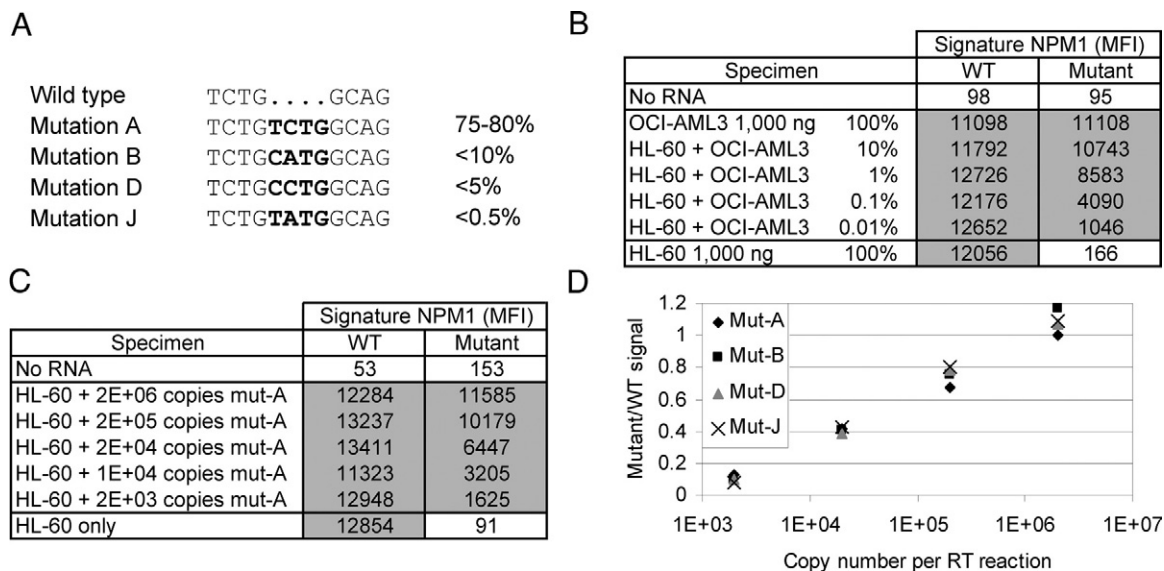 A
Wild type TCTG....GCAG
Mutation A TCTGTCTGGCAG 75-80%
Mutation B TCTGCATGGCAG <10%
Mutation D TCTGCCTGGCAG <5%
Mutation J TCTGTATGGCAG <0.5%
B
Signature NPM1 (MFI)
Specimen WT Mutant
No RNA 98 95
OCI-AML3 1,000 ng 100% 11098 11108
HL-60 + OCI-AML3 10% 11792 10743
HL-60 + OCI-AML3 1% 12726 8583
HL-60 + OCI-AML3 0.1% 12176 4090
HL-60 + OCI-AML3 0.01% 12652 1046
HL-60 1,000 ng 100% 12056 166
C
Signature NPM1 (MFI)
Specimen WT Mutant
No RNA 53 153
HL-60 + 2E+06 copies mut-A 12284 11585
HL-60 + 2E+05 copies mut-A 13237 10179
HL-60 + 2E+04 copies mut-A 13411 6447
HL-60 + 1E+04 copies mut-A 11323 3205
HL-60 + 2E+03 copies mut-A 12948 1625
HL-60 only 12854 91
D
Mutant/WT signal
1.2
1
0.8
0.6
0.4
0.2
0
Mut-A
Mut-B
Mut-D
Mut-J
1E+03 1E+04 1E+05 1E+06 1E+07
Copy number per RT reaction